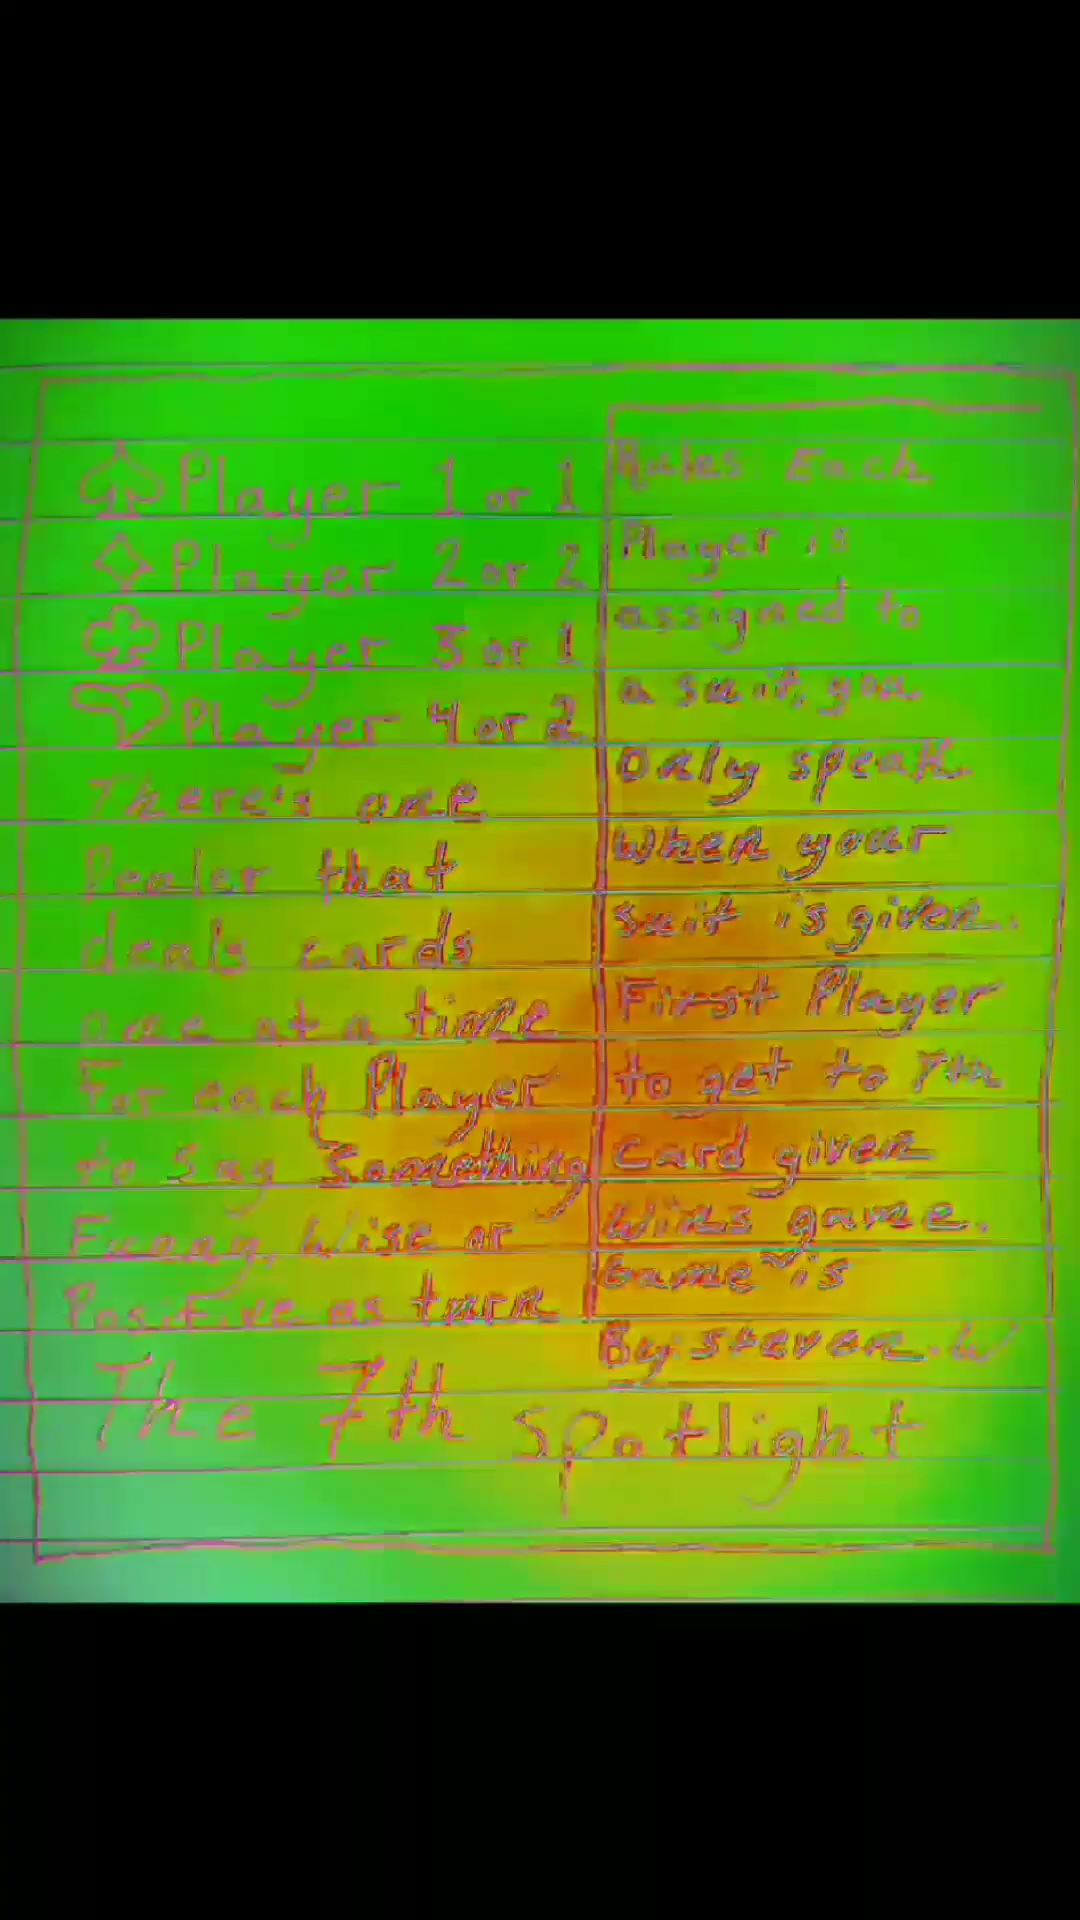 ♠ Player 1 or 1
♦ Player 2 or 2
♣ Player 3 or 1
♥ Player 4 or 2
There's one
Dealer that
deals cards
one at a time
For each Player
to say something
Funny, Wise or
Positive as turn
Rules: Each
Player is
assigned to
a suit, you
Only speak
When your
suit is given.
First Player
to get to 7th
card given
Wins game.
Game is
By: Steven. W
The 7th Spotlight